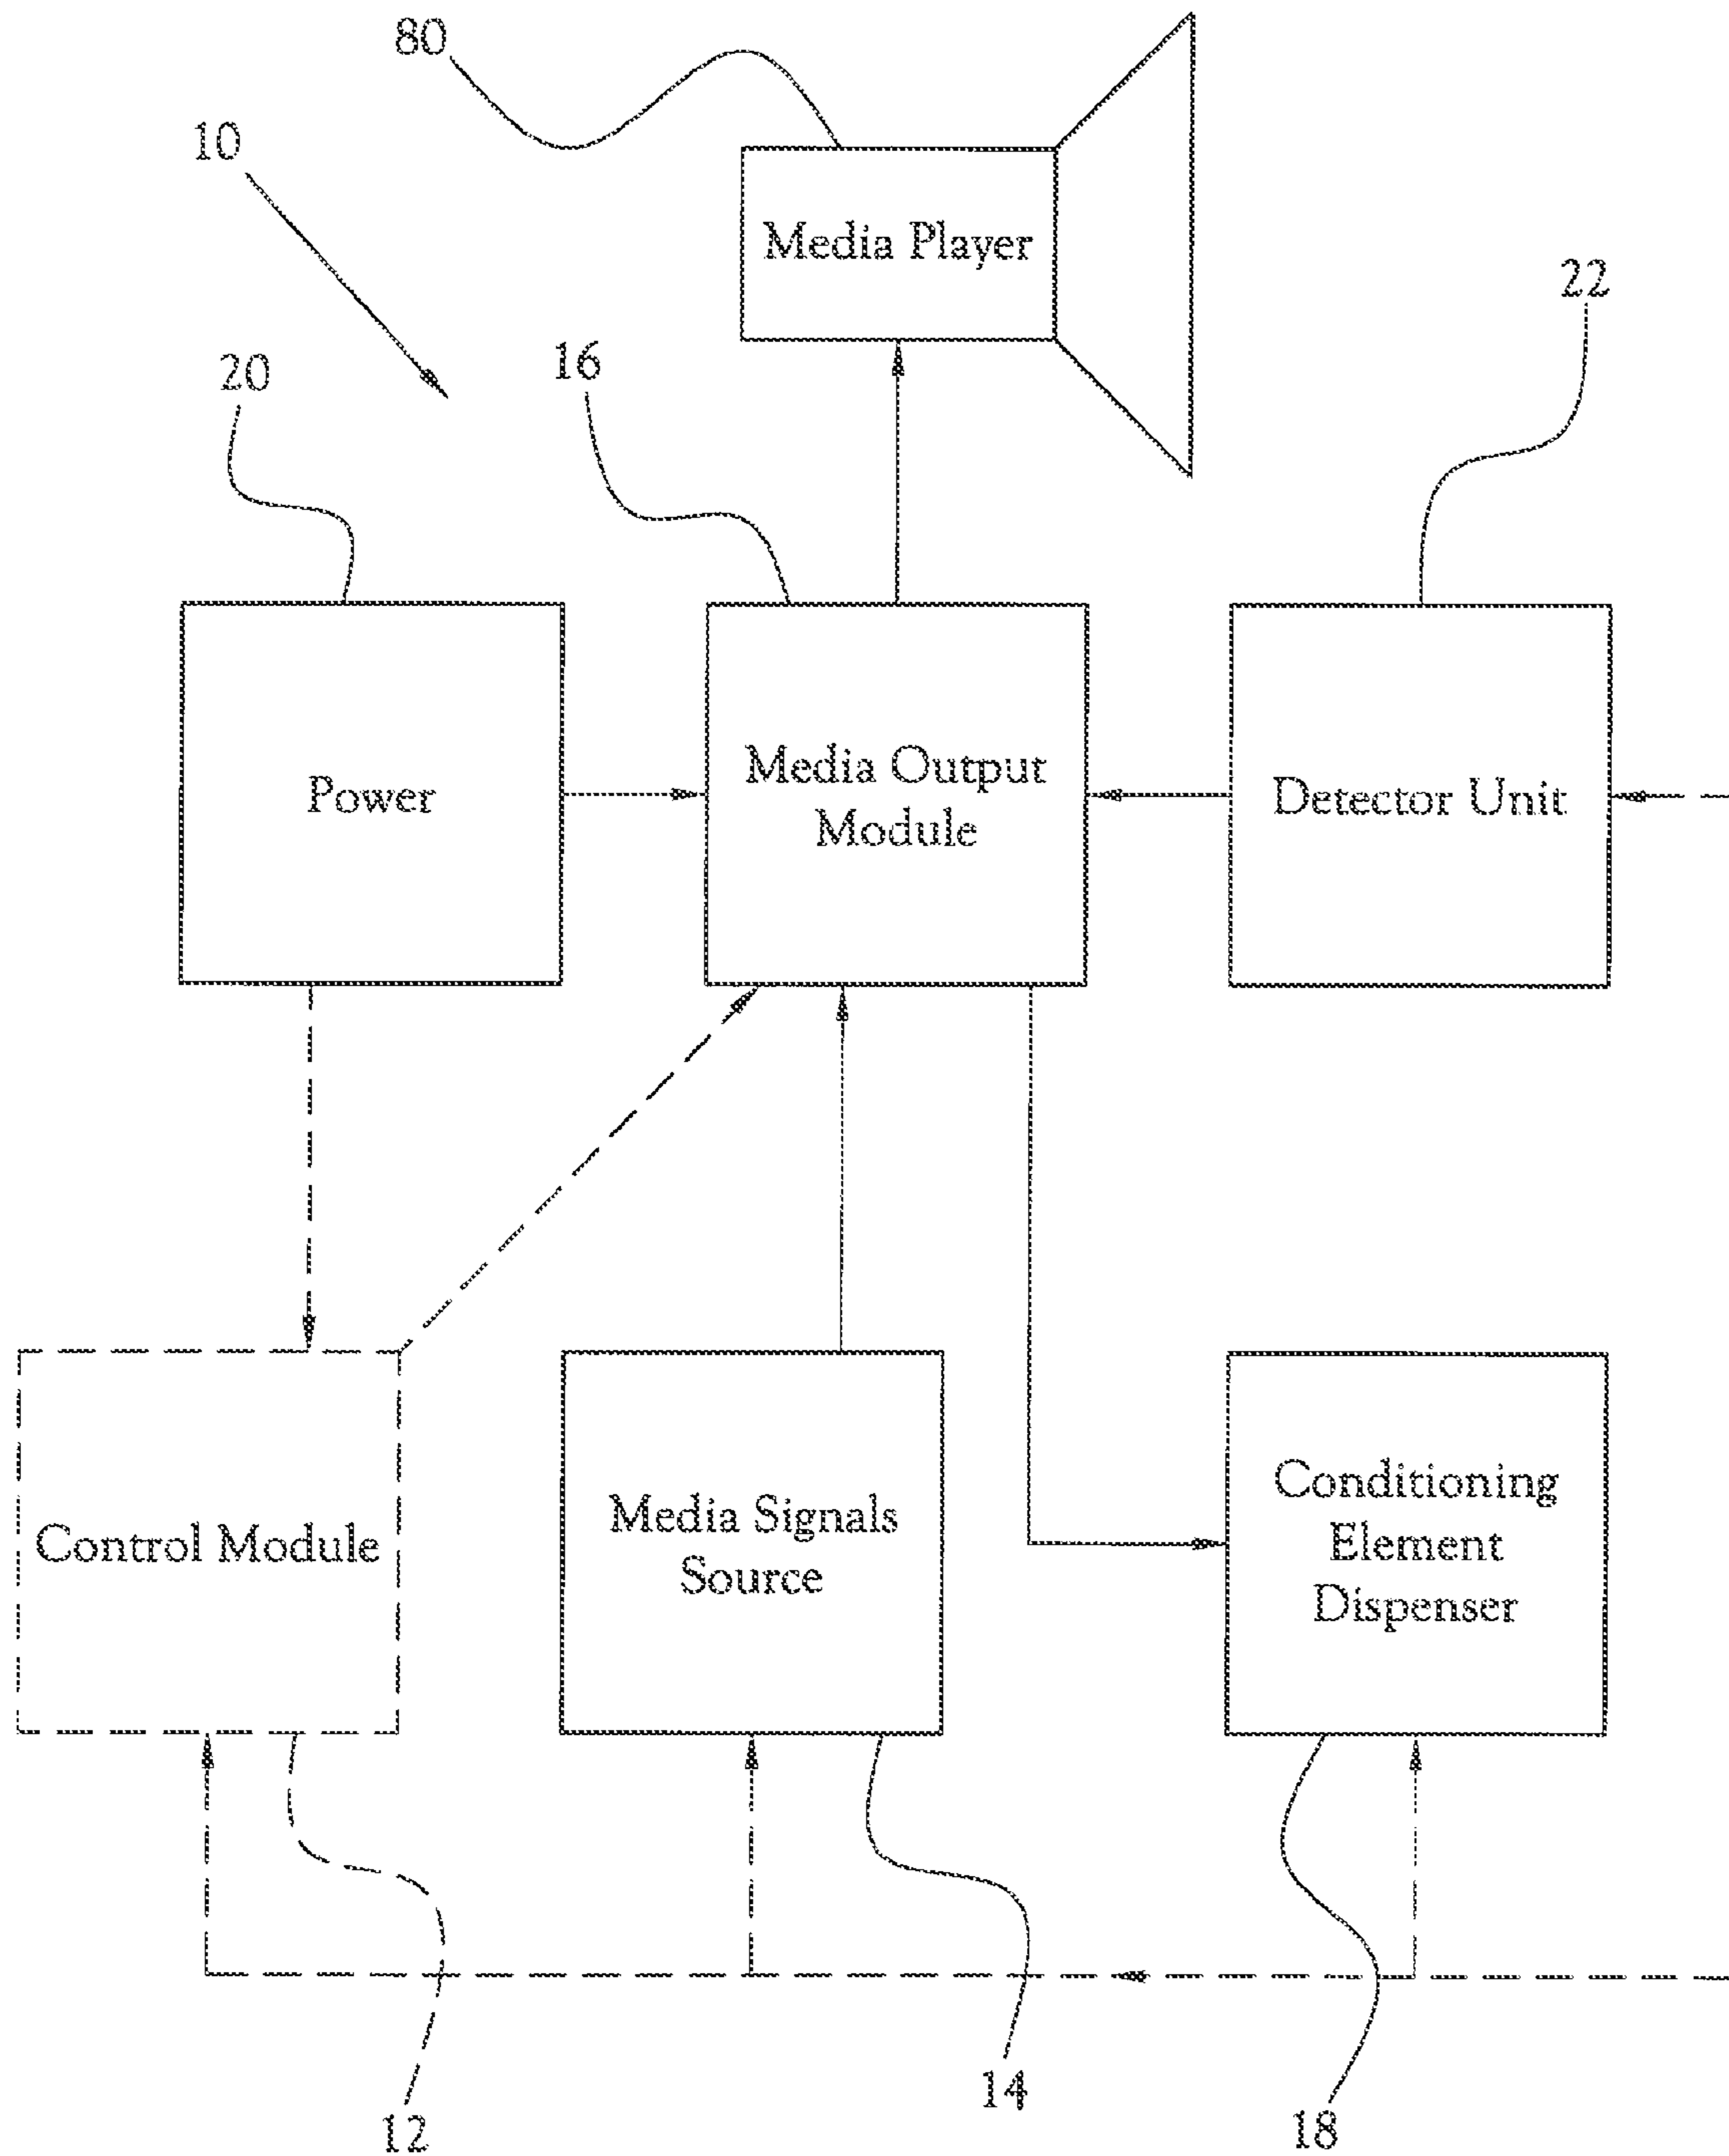 80
10
Media Player
22
20
16
Power
Media Output
Module
Detector Unit
Control Module
Media Signals
Source
Conditioning
Element
Dispenser
12
14
18